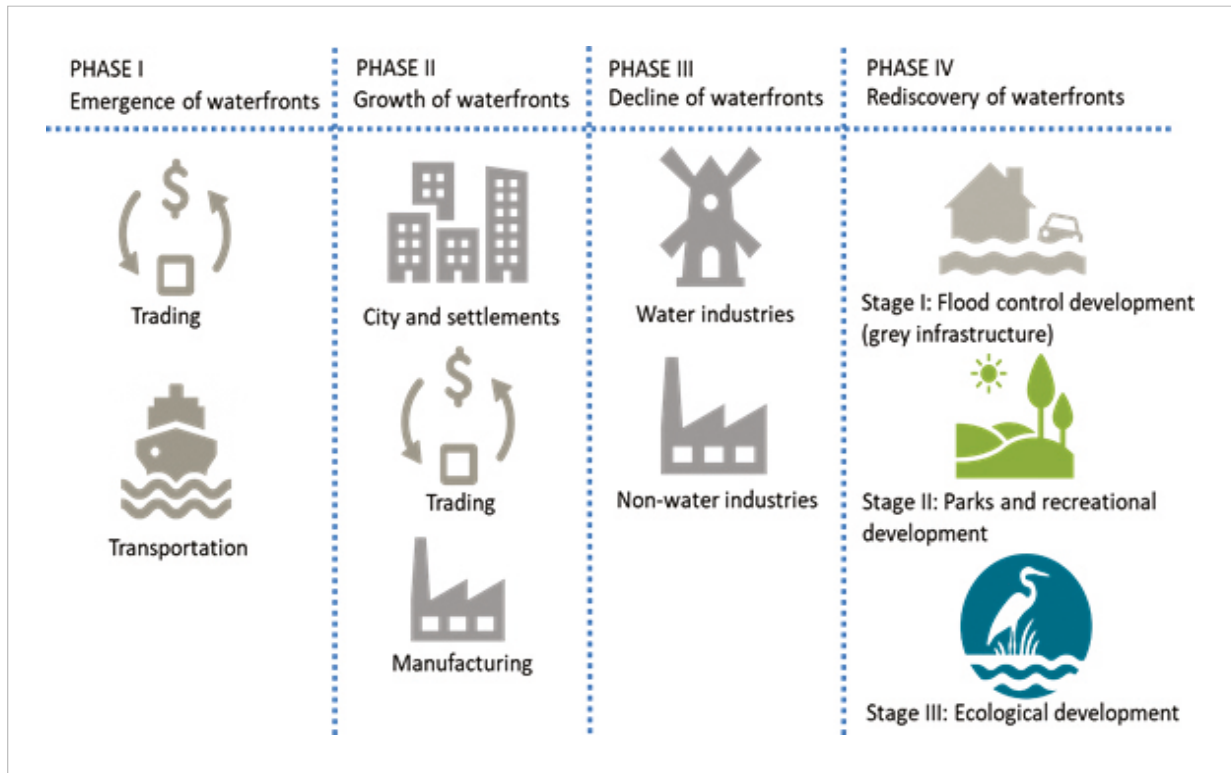 PHASE I
Emergence of waterfronts
PHASE II
Growth of waterfronts
PHASE III
Decline of waterfronts
PHASE IV
Rediscovery of waterfronts
$
Trading
Transportation
City and settlements
$
Trading
Manufacturing
Water industries
Non-water industries
Stage I: Flood control development
(grey infrastructure)
Stage II: Parks and recreational
development
Stage III: Ecological development